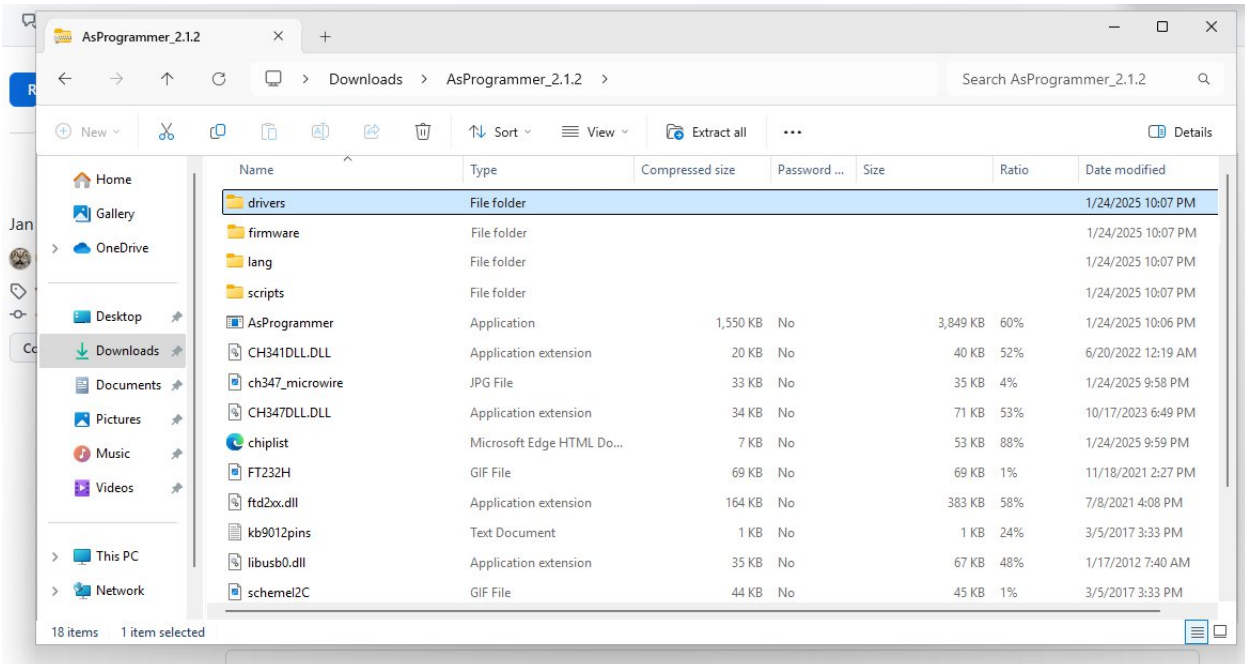 AsProgrammer_2.1.2
Downloads > AsProgrammer_2.1.2 >
Search AsProgrammer_2.1.2
New
Sort
View
Extract all
Details
Home
Gallery
OneDrive
Desktop
Downloads
Documents
Pictures
Music
Videos
This PC
Network
Name Type Compressed size Password ... Size Ratio Date modified
drivers File folder 1/24/2025 10:07 PM
firmware File folder 1/24/2025 10:07 PM
lang File folder 1/24/2025 10:07 PM
scripts File folder 1/24/2025 10:07 PM
AsProgrammer Application 1,550 KB No 3,849 KB 60% 1/24/2025 10:06 PM
CH341DLL.DLL Application extension 20 KB No 40 KB 52% 6/20/2022 12:19 AM
ch347_microwire JPG File 33 KB No 35 KB 4% 1/24/2025 9:58 PM
CH347DLL.DLL Application extension 34 KB No 71 KB 53% 10/17/2023 6:49 PM
chiplist Microsoft Edge HTML Do... 7 KB No 53 KB 88% 1/24/2025 9:59 PM
FT232H GIF File 69 KB No 69 KB 1% 11/18/2021 2:27 PM
ftd2xx.dll Application extension 164 KB No 383 KB 58% 7/8/2021 4:08 PM
kb9012pins Text Document 1 KB No 1 KB 24% 3/5/2017 3:33 PM
libusb0.dll Application extension 35 KB No 67 KB 48% 1/17/2012 7:40 AM
schemeI2C GIF File 44 KB No 45 KB 1% 3/5/2017 3:33 PM
18 items 1 item selected
Jan